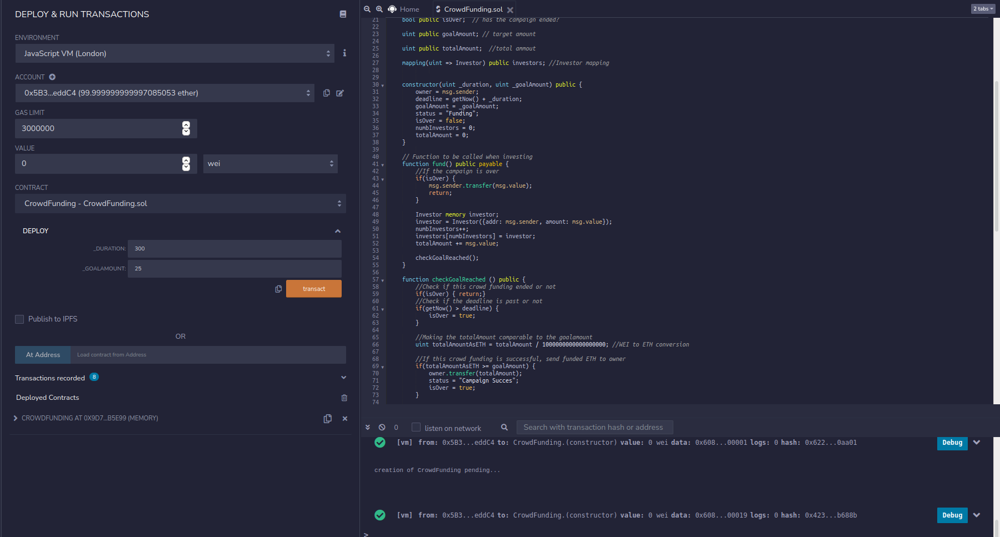 DEPLOY & RUN TRANSACTIONS
ENVIRONMENT
JavaScript VM (London)
ACCOUNT
0x5B3...eddC4 (99.999999999997085053 ether)
GAS LIMIT
3000000
VALUE
0
wei
CONTRACT
CrowdFunding - CrowdFunding.sol
DEPLOY
_DURATION: 300
_GOALAMOUNT: 25
transact
Publish to IPFS
OR
At Address Load contract from Address
Transactions recorded 8
Deployed Contracts
CROWDFUNDING AT 0X9D7...B5E99 (MEMORY)
Home CrowdFunding.sol 2 tabs
21 bool public isOver; // has the campaign ended?
22
23 uint public goalAmount; // target amount
24
25 uint public totalAmount; //total ammout
26
27 mapping(uint => Investor) public investors; //Investor mapping
28
29
30 constructor(uint _duration, uint _goalAmount) public {
31 owner = msg.sender;
32 deadline = getNow() + _duration;
33 goalAmount = _goalAmount;
34 status = "Funding";
35 isOver = false;
36 numbInvestors = 0;
37 totalAmount = 0;
38 }
39
40 // Function to be called when investing
41 function fund() public payable {
42 //If the campaign is over
43 if(isOver) {
44 msg.sender.transfer(msg.value);
45 return;
46 }
47
48 Investor memory investor;
49 investor = Investor({addr: msg.sender, amount: msg.value});
50 numbInvestors++;
51 investors[numbInvestors] = investor;
52 totalAmount += msg.value;
53
54 checkGoalReached();
55 }
56
57 function checkGoalReached () public {
58 //Check if this crowd funding ended or not
59 if(isOver) { return;}
60 //Check if the deadline is past or not
61 if(getNow() > deadline) {
62 isOver = true;
63 }
64
65 //Making the totalAmount comparable to the goalamount
66 uint totalAmountAsETH = totalAmount / 1000000000000000000; //WEI to ETH conversion
67
68 //If this crowd funding is successful, send funded ETH to owner
69 if(totalAmountAsETH >= goalAmount) {
70 owner.transfer(totalAmount);
71 status = "Campaign Succes";
72 isOver = true;
73 }
74
0 listen on network Search with transaction hash or address
[vm] from: 0x5B3...eddC4 to: CrowdFunding.(constructor) value: 0 wei data: 0x608...00001 logs: 0 hash: 0x622...0aa01 Debug
creation of CrowdFunding pending...
[vm] from: 0x5B3...eddC4 to: CrowdFunding.(constructor) value: 0 wei data: 0x608...00019 logs: 0 hash: 0x423...b688b Debug
>